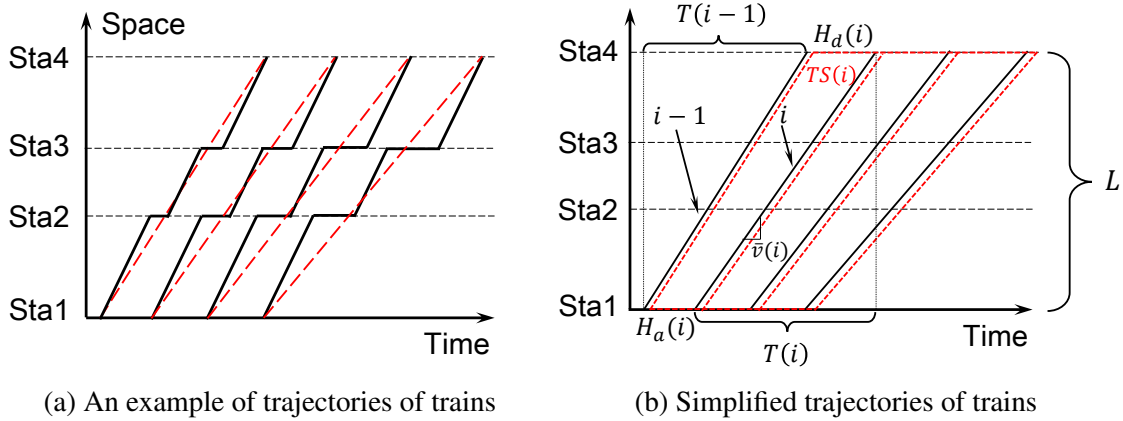 Space
Sta4
Sta3
Sta2
Sta1
Time
(a) An example of trajectories of trains
T(i − 1)
H_d(i)
Sta4
TS(i)
i − 1
i
Sta3
L
Sta2
v̄(i)
Sta1
H_a(i)
T(i)
Time
(b) Simplified trajectories of trains